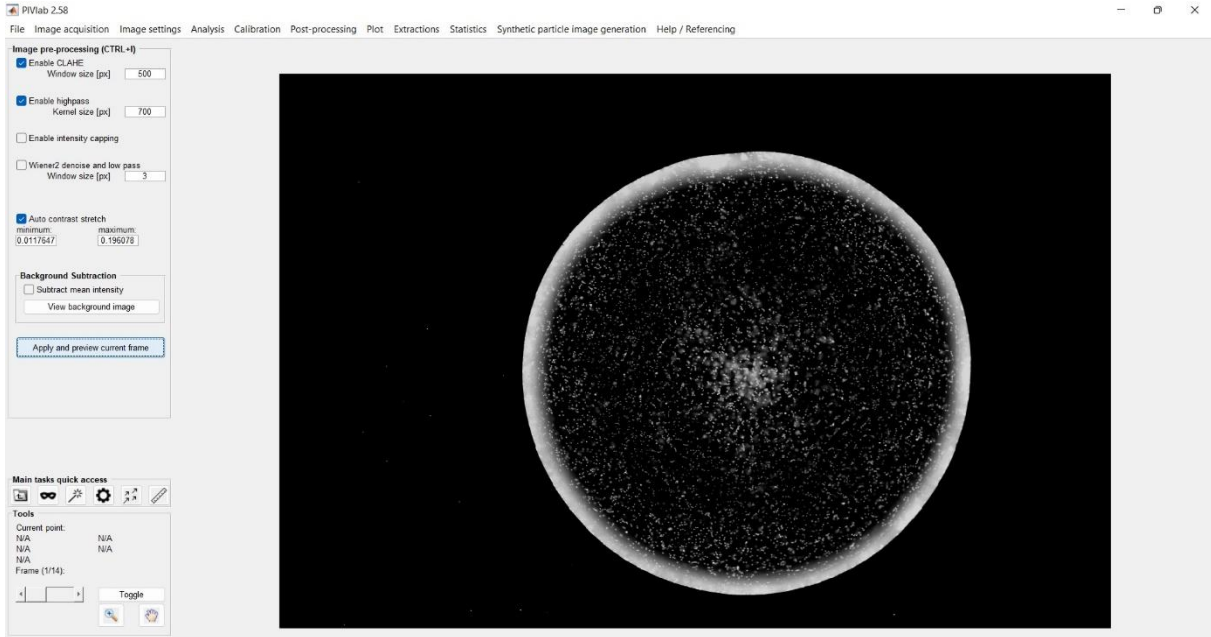 PIVlab 2.58
File Image acquisition Image settings Analysis Calibration Post-processing Plot Extractions Statistics Synthetic particle image generation Help / Referencing
Image pre-processing (CTRL+I)
Enable CLAHE
Window size [px] 500
Enable highpass
Kernel size [px] 700
Enable intensity capping
Wiener2 denoise and low pass
Window size [px] 3
Auto contrast stretch
minimum: maximum:
0.0117647 0.196078
Background Subtraction
Subtract mean intensity
View background image
Apply and preview current frame
Main tasks quick access
Tools
Current point:
N/A N/A
N/A N/A
N/A
Frame (1/14):
Toggle